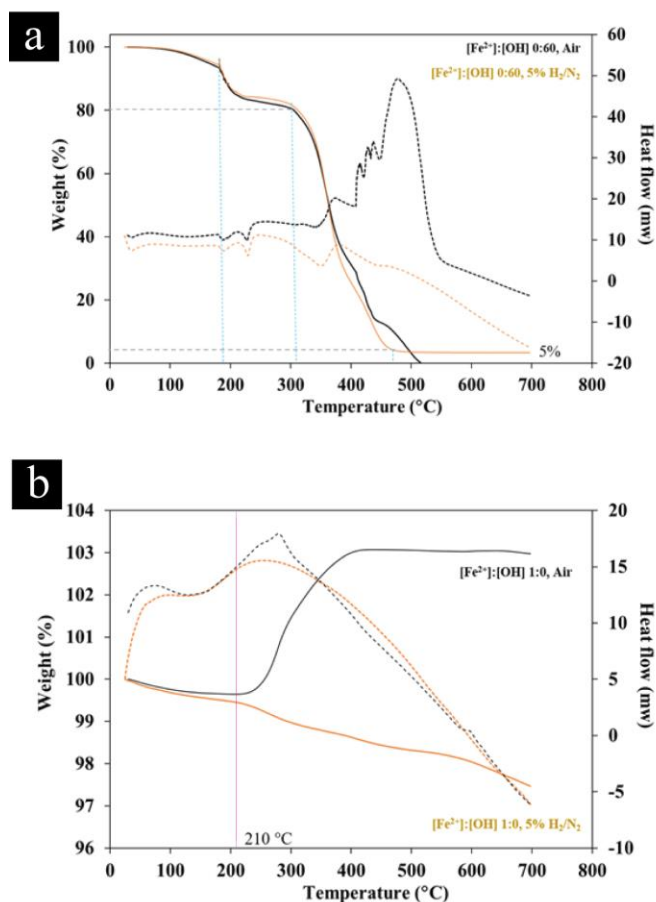 a
[Fe²⁺]:[OH] 0:60, Air
[Fe²⁺]:[OH] 0:60, 5% H₂/N₂
100
80
60
40
20
0
Weight (%)
60
50
40
30
20
10
0
-10
-20
Heat flow (mw)
5%
0 100 200 300 400 500 600 700 800
Temperature (°C)
b
104
103
102
101
100
99
98
97
96
Weight (%)
20
15
10
5
0
-5
-10
Heat flow (mw)
[Fe²⁺]:[OH] 1:0, Air
[Fe²⁺]:[OH] 1:0, 5% H₂/N₂
210 °C
0 100 200 300 400 500 600 700 800
Temperature (°C)